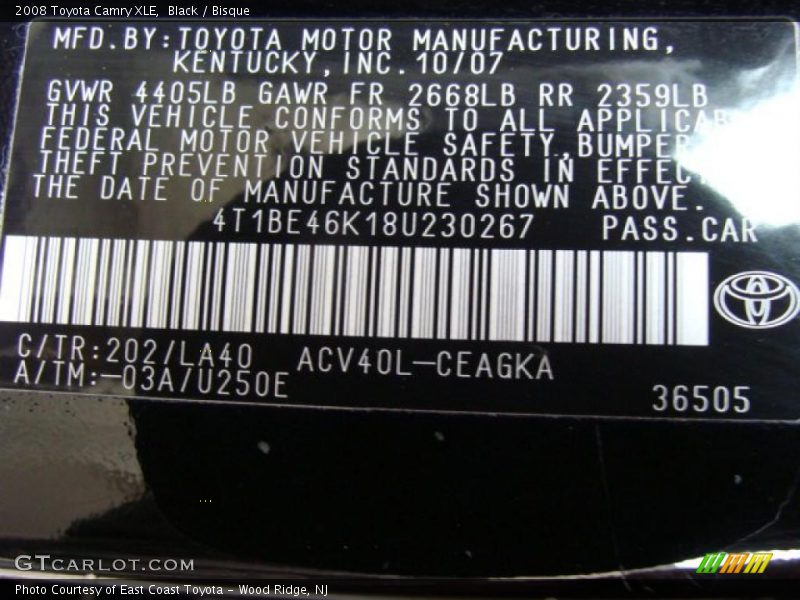 2008 Toyota Camry XLE,  Black / Bisque
MFD.BY:TOYOTA MOTOR MANUFACTURING,
KENTUCKY,INC.10/07
GVWR 4405LB GAWR FR 2668LB RR 2359LB
THIS VEHICLE CONFORMS TO ALL
FEDERAL MOTOR VEHICLE SAFETY,BUMPER
THEFT PREVENTION STANDARDS IN
THE DATE OF MANUFACTURE SHOWN ABOVE.
4T1BE46K18U230267 PASS.CAR
C/TR:202/LA40 ACV40L-CEAGKA
A/TM:-03A/U250E
36505
...
GTCARLOT.COM
Photo Courtesy of East Coast Toyota - Wood Ridge, NJ